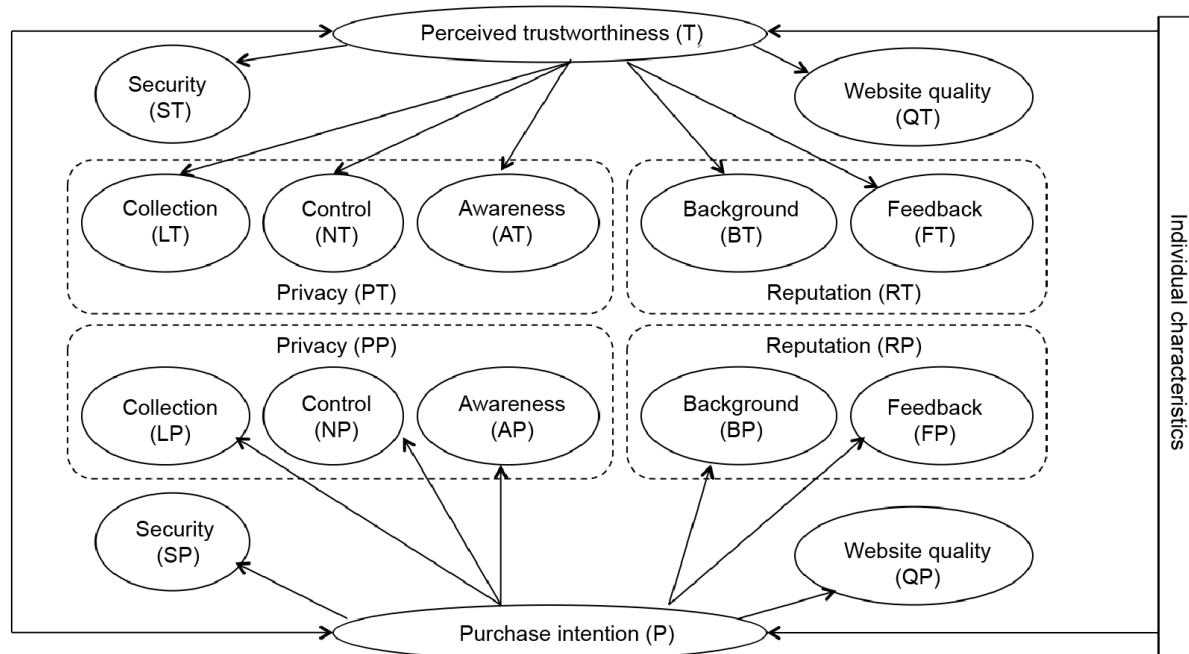 Perceived trustworthiness (T)
Security
(ST)
Website quality
(QT)
Collection
(LT)
Control
(NT)
Awareness
(AT)
Background
(BT)
Feedback
(FT)
Privacy (PT)
Reputation (RT)
Individual characteristics
Privacy (PP)
Reputation (RP)
Collection
(LP)
Control
(NP)
Awareness
(AP)
Background
(BP)
Feedback
(FP)
Security
(SP)
Website quality
(QP)
Purchase intention (P)